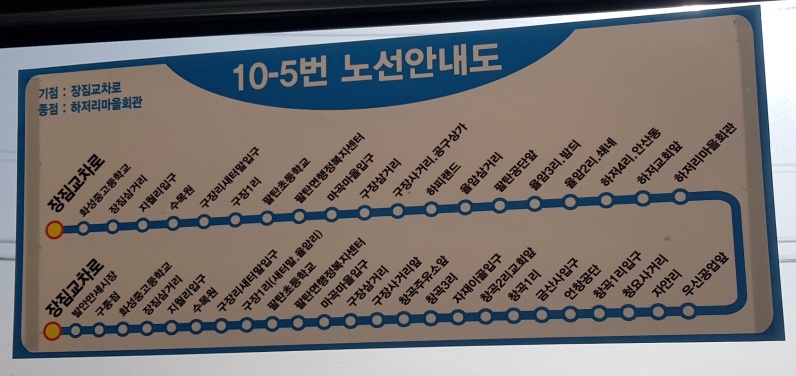 10-5번 노선안내도
기점 : 장짐교차로
종점 : 하저리마을회관
장짐교차로
화성중고등학교
장짐삼거리
지월리입구
수목원
구장리새터말입구
구장1리
팔탄초등학교
팔탄면행정복지센터
마곡마을입구
구장삼거리
구장사거리.공구상가
하피랜드
율암삼거리
팔탄공단앞
율암3리.밤뒤
율암2리.쇄네
하저4리.안산동
하저교회앞
하저리마을회관
장짐교차로
발안만세시장
구종점
화성중고등학교
장짐삼거리
지월리입구
수목원
구장리새터말입구
구장1리(새터말.율암리)
팔탄초등학교
팔탄면행정복지센터
마곡마을입구
구장삼거리
구장사거리앞
창곡주유소앞
창곡3리
자재이골입구
창곡2리교회앞
창곡1리
금산사입구
언창공단
창곡1리입구
청요사거리
자안리
우신공업앞